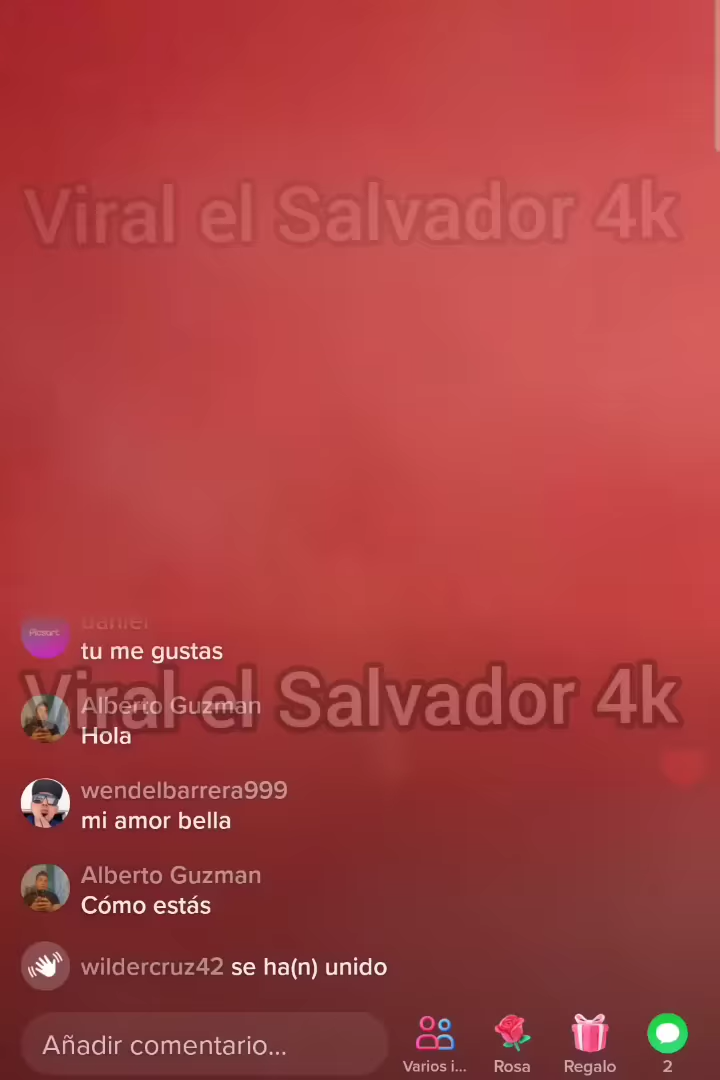 Viral el Salvador 4k
daniel
tu me gustas
Viral el Salvador 4k
Alberto Guzman
Hola
wendelbarrera999
mi amor bella
Alberto Guzman
Cómo estás
wildercruz42 se ha(n) unido
Añadir comentario...
Varios i...
Rosa
Regalo
2